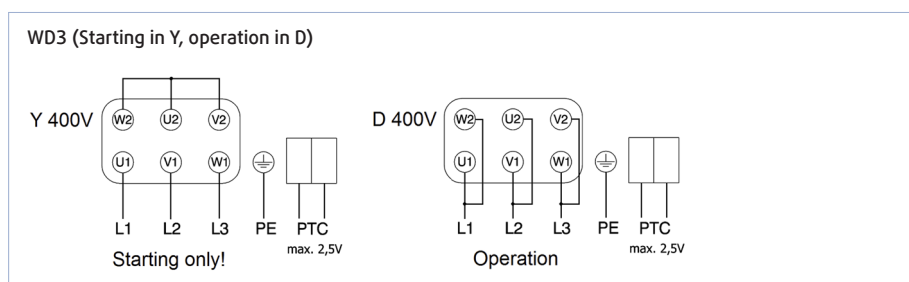 WD3 (Starting in Y, operation in D)
Y 400V
W2 U2 V2
U1 V1 W1
L1 L2 L3 PE PTC
max. 2,5V
Starting only!
D 400V
W2 U2 V2
U1 V1 W1
L1 L2 L3 PE PTC
max. 2,5V
Operation